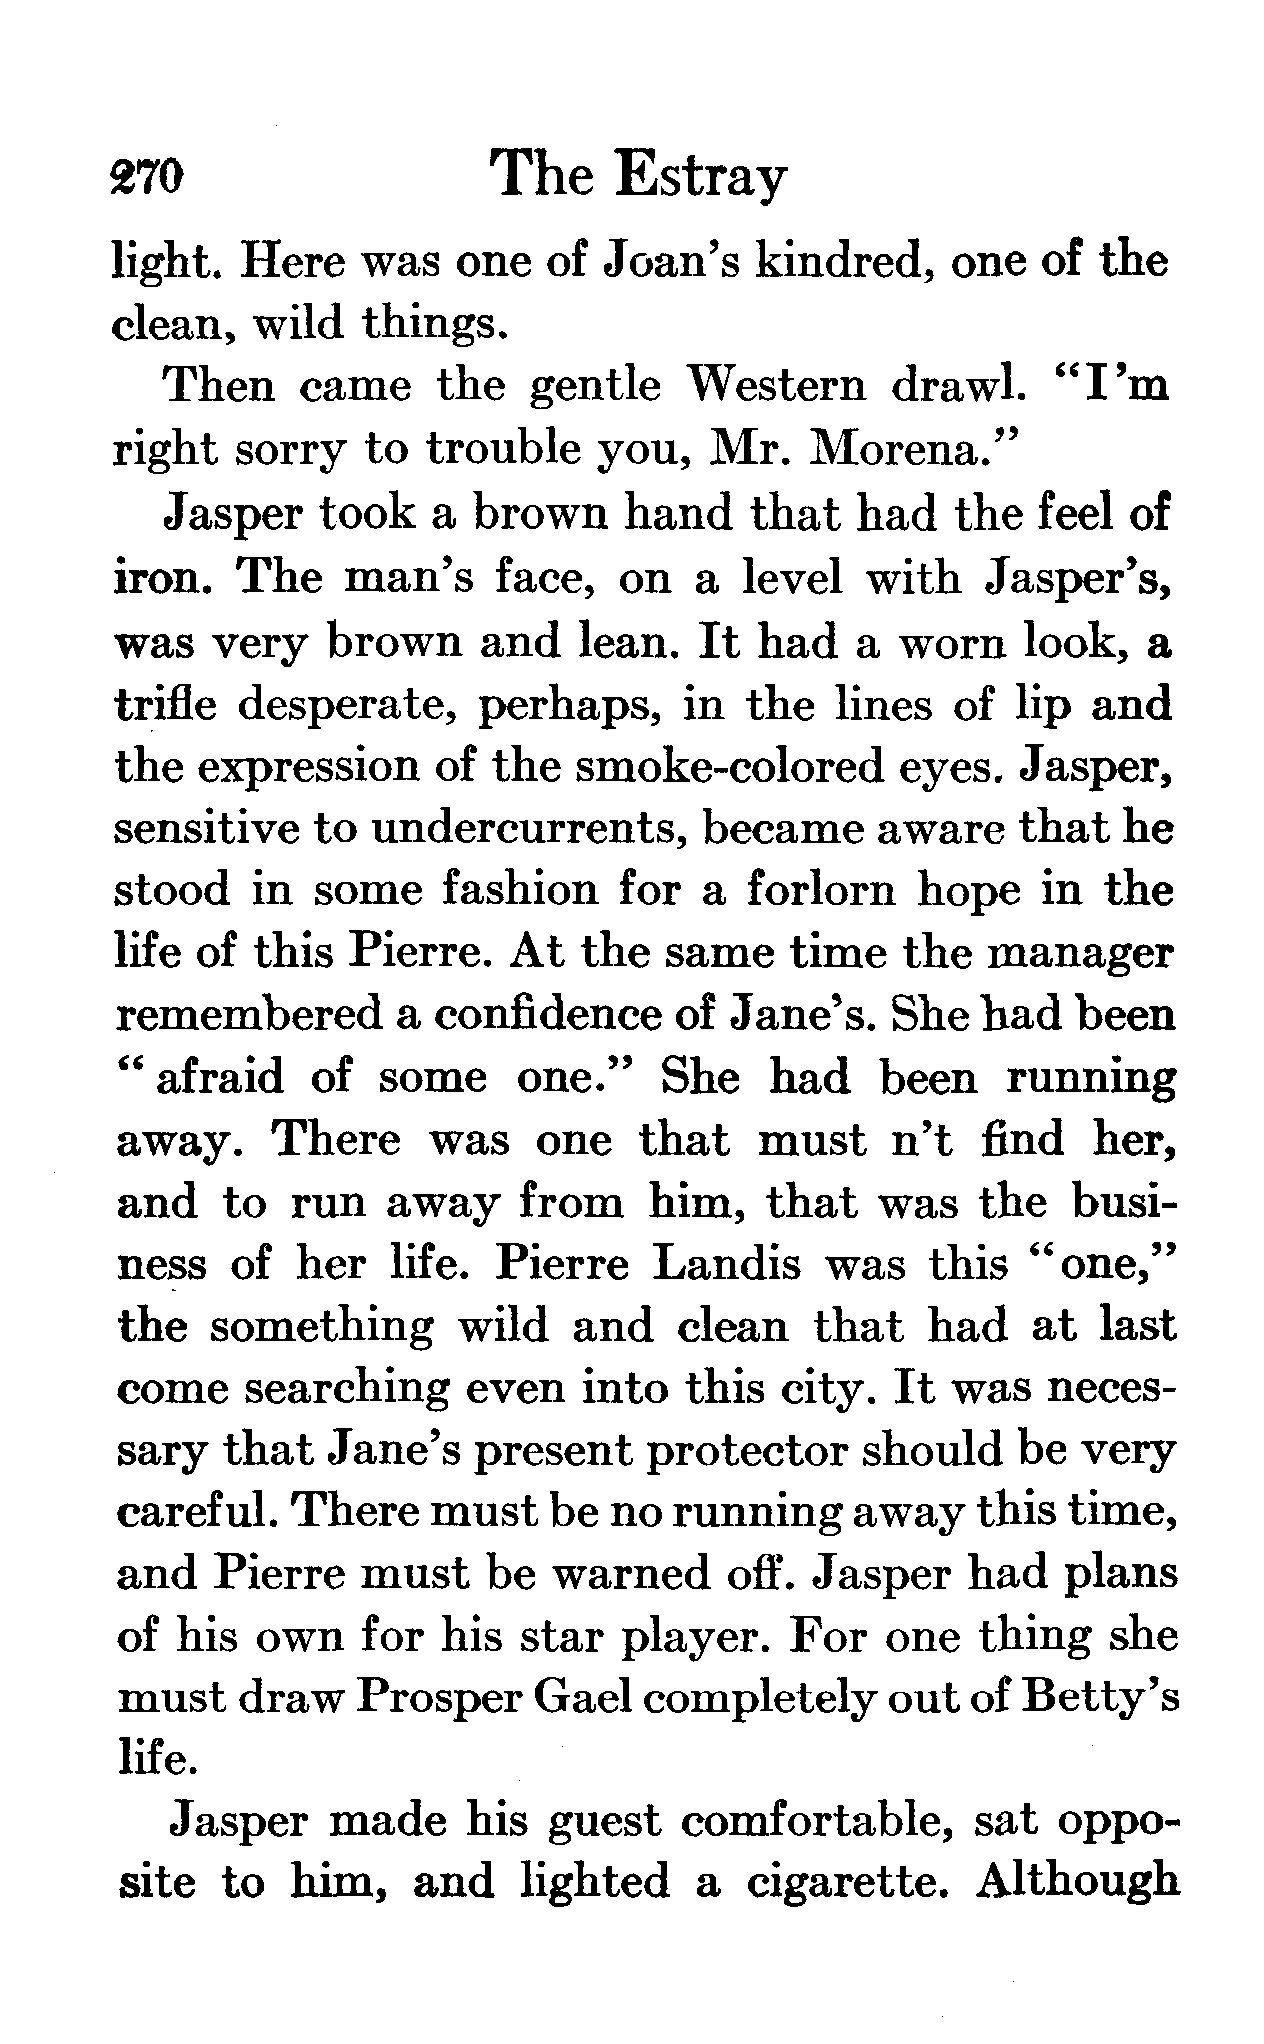 270 The Estray
light. Here was one of Joan's kindred, one of the
clean, wild things.
Then came the gentle Western drawl. "I'm
right sorry to trouble you, Mr. Morena."
Jasper took a brown hand that had the feel of
iron. The man's face, on a level with Jasper's,
was very brown and lean. It had a worn look, a
trifle desperate, perhaps, in the lines of lip and
the expression of the smoke-colored eyes. Jasper,
sensitive to undercurrents, became aware that he
stood in some fashion for a forlorn hope in the
life of this Pierre. At the same time the manager
remembered a confidence of Jane's. She had been
"afraid of some one." She had been running
away. There was one that must n't find her,
and to run away from him, that was the busi-
ness of her life. Pierre Landis was this "one,"
the something wild and clean that had at last
come searching even into this city. It was neces-
sary that Jane's present protector should be very
careful. There must be no running away this time,
and Pierre must be warned off. Jasper had plans
of his own for his star player. For one thing she
must draw Prosper Gael completely out of Betty's
life.
Jasper made his guest comfortable, sat oppo-
site to him, and lighted a cigarette. Although